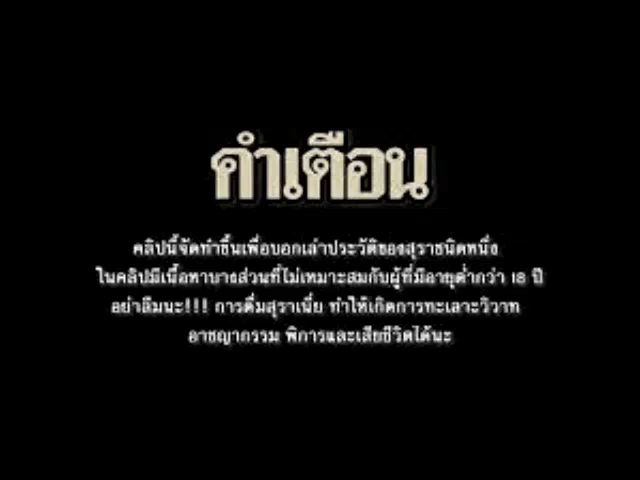 คำเตือน
คลิปนี้จัดทำขึ้นเพื่อบอกเล่าประวัติของสุราชนิดหนึ่ง
ในคลิปมีเนื้อหาบางส่วนที่ไม่เหมาะสมกับผู้ที่มีอายุต่ำกว่า 18 ปี
อย่าลืมนะ!!! การดื่มสุราเนี่ย ทำให้เกิดการทะเลาะวิวาท
อาชญากรรม พิการและเสียชีวิตได้นะ